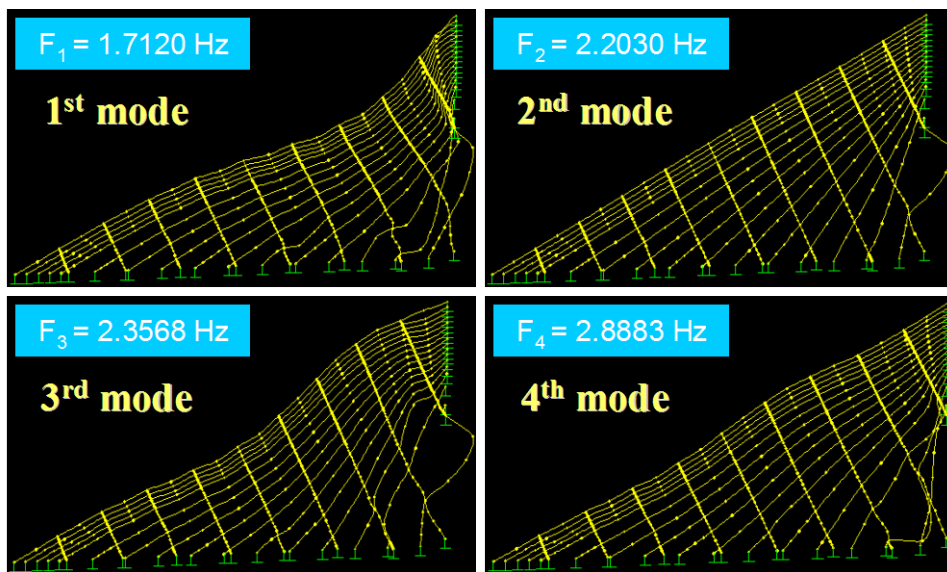 F1 = 1.7120 Hz
1st mode
F2 = 2.2030 Hz
2nd mode
F3 = 2.3568 Hz
3rd mode
F4 = 2.8883 Hz
4th mode